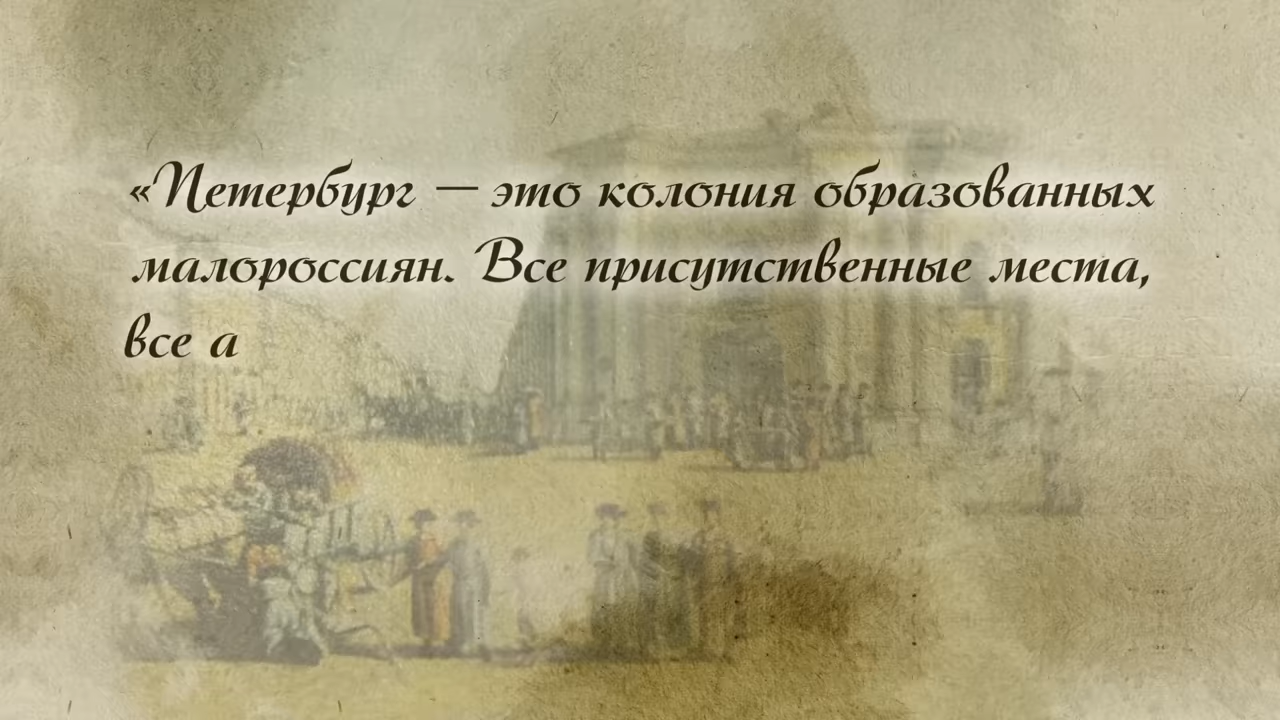 «Петербург — это колония образованных
малороссиян. Все присутственные места,
все а